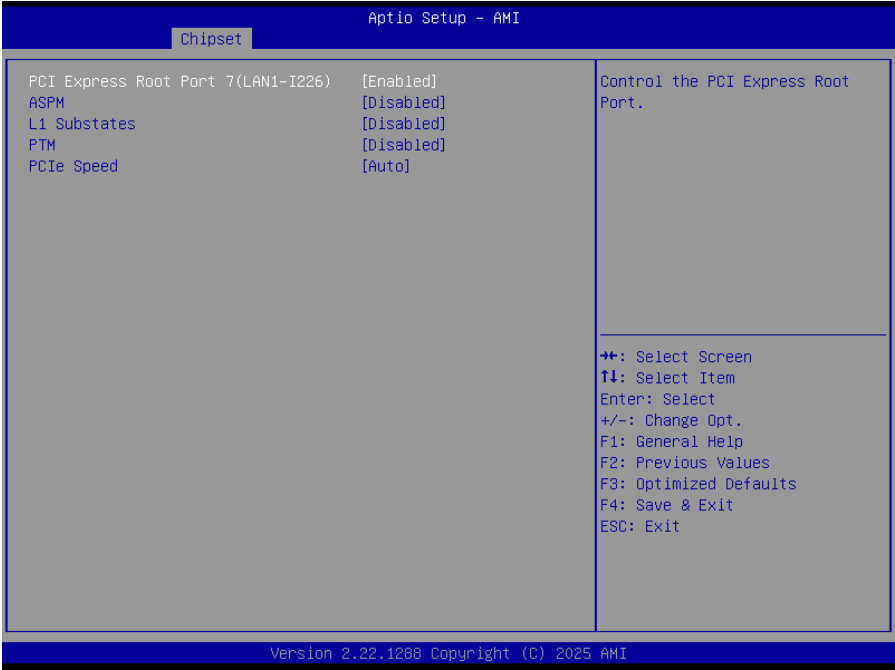 Aptio Setup - AMI
Chipset
PCI Express Root Port 7(LAN1-I226) [Enabled]
ASPM [Disabled]
L1 Substates [Disabled]
PTM [Disabled]
PCIe Speed [Auto]
Control the PCI Express Root
Port.
→←: Select Screen
↑↓: Select Item
Enter: Select
+/-: Change Opt.
F1: General Help
F2: Previous Values
F3: Optimized Defaults
F4: Save & Exit
ESC: Exit
Version 2.22.1288 Copyright (C) 2025 AMI